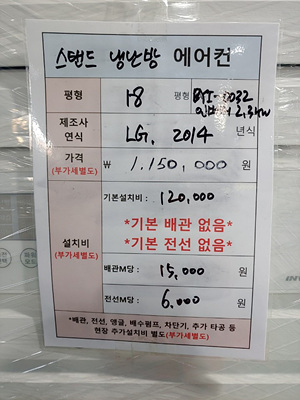 스탠드 냉난방 에어컨
평형 18 평형
인버터 2.3kw
제조사
연식
LG. 2014 년식
가격
(부가세별도)
₩ 1,150,000 원
기본설치비 : 120,000
*기본 배관 없음*
*기본 전선 없음*
설치비
(부가세별도)
배관M당 : 15,000 원
전선M당 : 6,000 원
*배관, 전선, 앵글, 배수펌프, 차단기, 추가 타공 등
현장 추가설치비 별도(부가세별도)